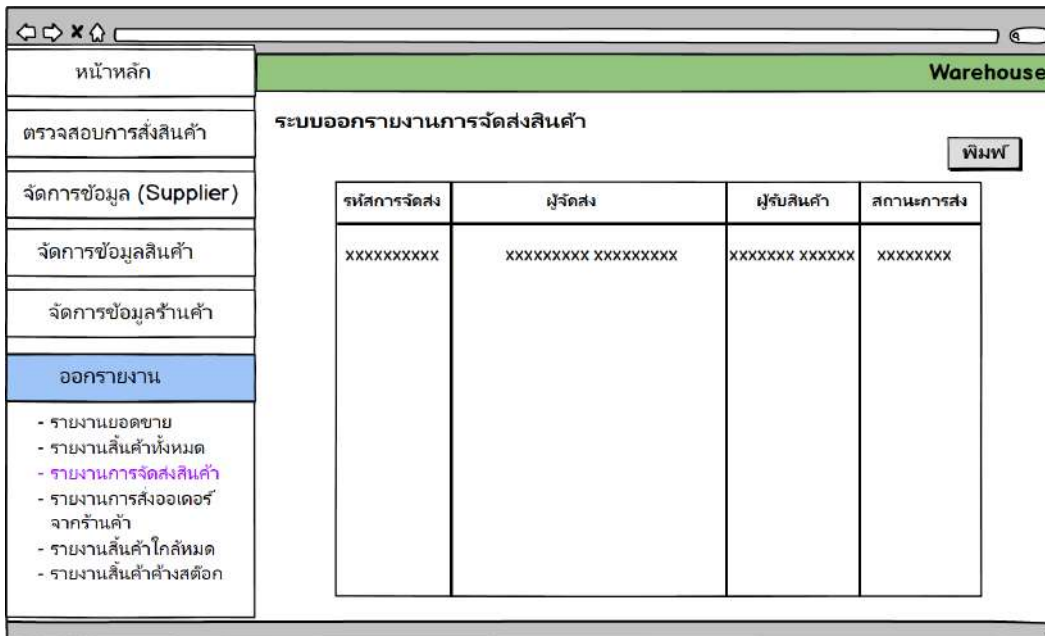 หน้าหลัก
Warehouse
ตรวจสอบการสั่งสินค้า
ระบบออกรายงานการจัดส่งสินค้า
พิมพ์
จัดการข้อมูล (Supplier)
รหัสการจัดส่ง ผู้จัดส่ง ผู้รับสินค้า สถานะการส่ง
จัดการข้อมูลสินค้า
xxxxxxxxxx xxxxxxxxx xxxxxxxxx xxxxxxx xxxxxx xxxxxxxx
จัดการข้อมูลร้านค้า
ออกรายงาน
- รายงานยอดขาย
- รายงานสิ้นค้าทั้งหมด
- รายงานการจัดส่งสินค้า
- รายงานการสั่งออเดอร์
จากร้านค้า
- รายงานสิ้นค้าใกล้หมด
- รายงานสิ้นค้าค้างสต๊อก